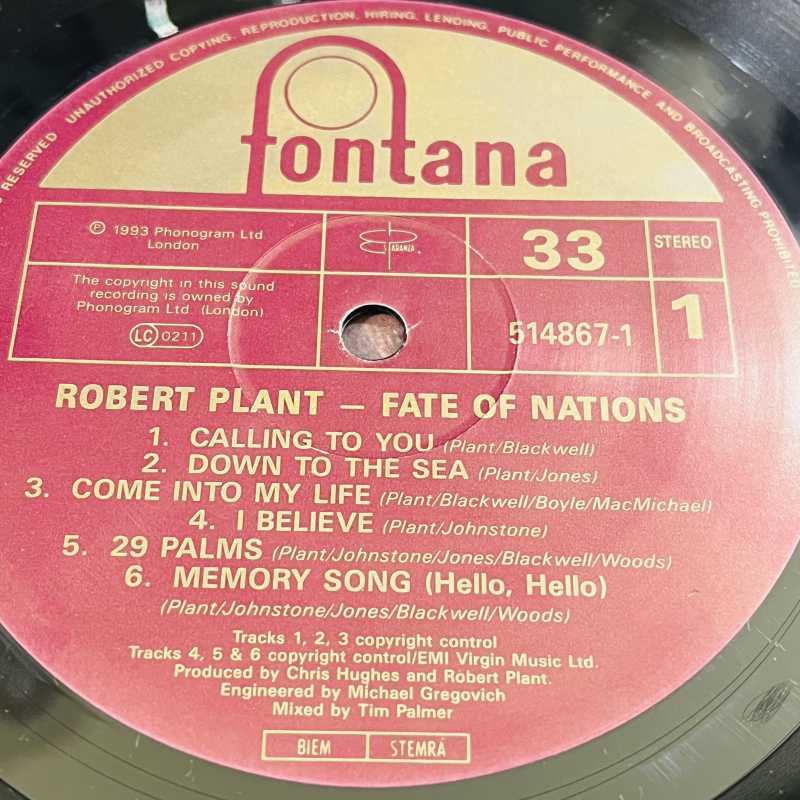 RESERVED UNAUTHORIZED COPYING, REPRODUCTION, HIRING, LENDING, PUBLIC PERFORMANCE AND BROADCASTING PROHIBITED
fontana
℗ 1993 Phonogram Ltd
London
The copyright in this sound
recording is owned by
Phonogram Ltd (London)
LC 0211
ESPARANZA
33
STEREO
514867-1
1
ROBERT PLANT – FATE OF NATIONS
1. CALLING TO YOU (Plant/Blackwell)
2. DOWN TO THE SEA (Plant/Jones)
3. COME INTO MY LIFE (Plant/Blackwell/Boyle/MacMichael)
4. I BELIEVE (Plant/Johnstone)
5. 29 PALMS (Plant/Johnstone/Jones/Blackwell/Woods)
6. MEMORY SONG (Hello, Hello)
(Plant/Johnstone/Jones/Blackwell/Woods)
Tracks 1, 2, 3 copyright control
Tracks 4, 5 & 6 copyright control/EMI Virgin Music Ltd.
Produced by Chris Hughes and Robert Plant.
Engineered by Michael Gregovich
Mixed by Tim Palmer
BIEM STEMRA